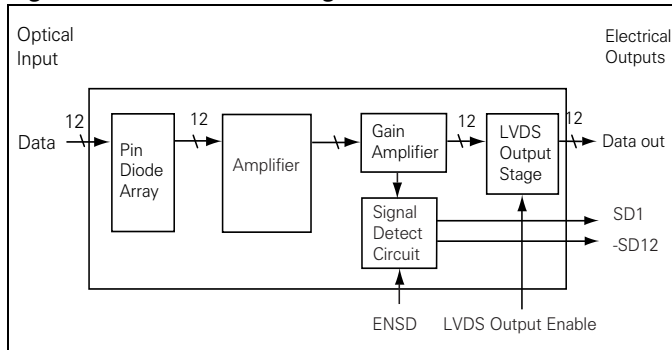 Optical
Input
Electrical
Outputs
12
12
12
12
Data
Pin
Diode
Array
Amplifier
Gain
Amplifier
LVDS
Output
Stage
Data out
Signal
Detect
Circuit
SD1
-SD12
ENSD
LVDS Output Enable